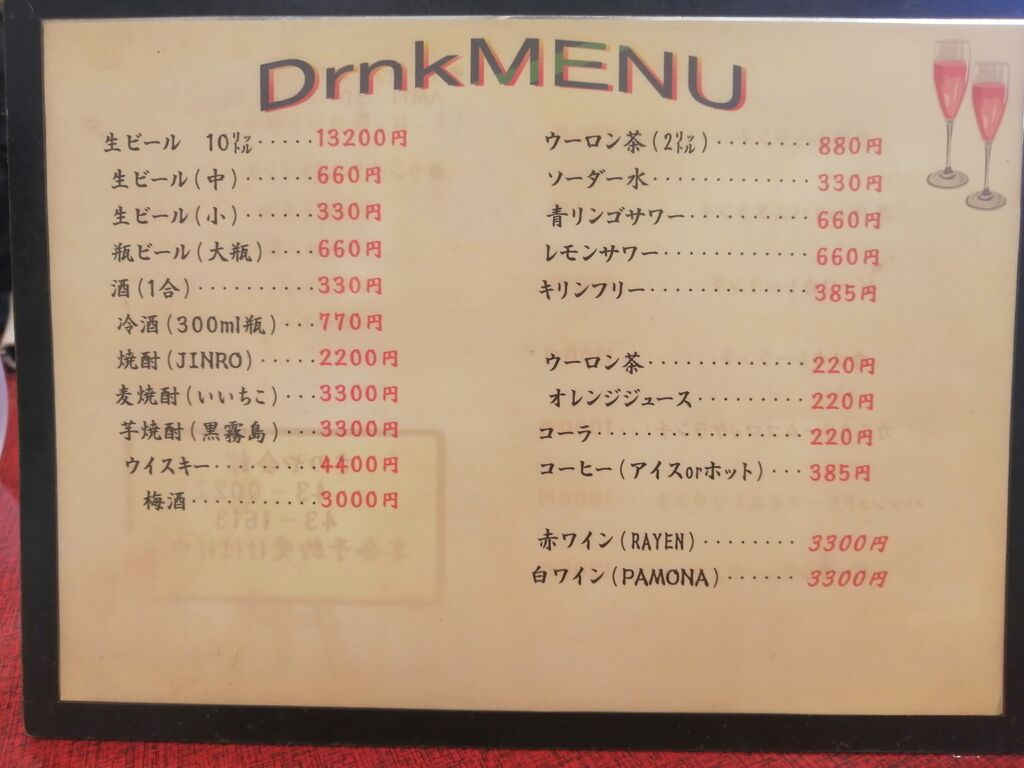 DrnkMENU
生ビール 10㍑·····13200円
生ビール(中)·····660円
生ビール(小)·····330円
瓶ビール(大瓶)····660円
酒(1合)··········330円
冷酒(300ml瓶)···770円
焼酎(JINRO)·····2200円
麦焼酎(いいちこ)···3300円
芋焼酎(黒霧島)···3300円
ウイスキー·········4400円
梅酒···········3000円
ウーロン茶(2㍑)········880円
ソーダー水············330円
青リンゴサワー··········660円
レモンサワー············660円
キリンフリー·············385円
ウーロン茶·············220円
オレンジジュース·········220円
コーラ·················220円
コーヒー(アイスorホット)···385円
赤ワイン(RAYEN)········3300円
白ワイン(PAMONA)······3300円